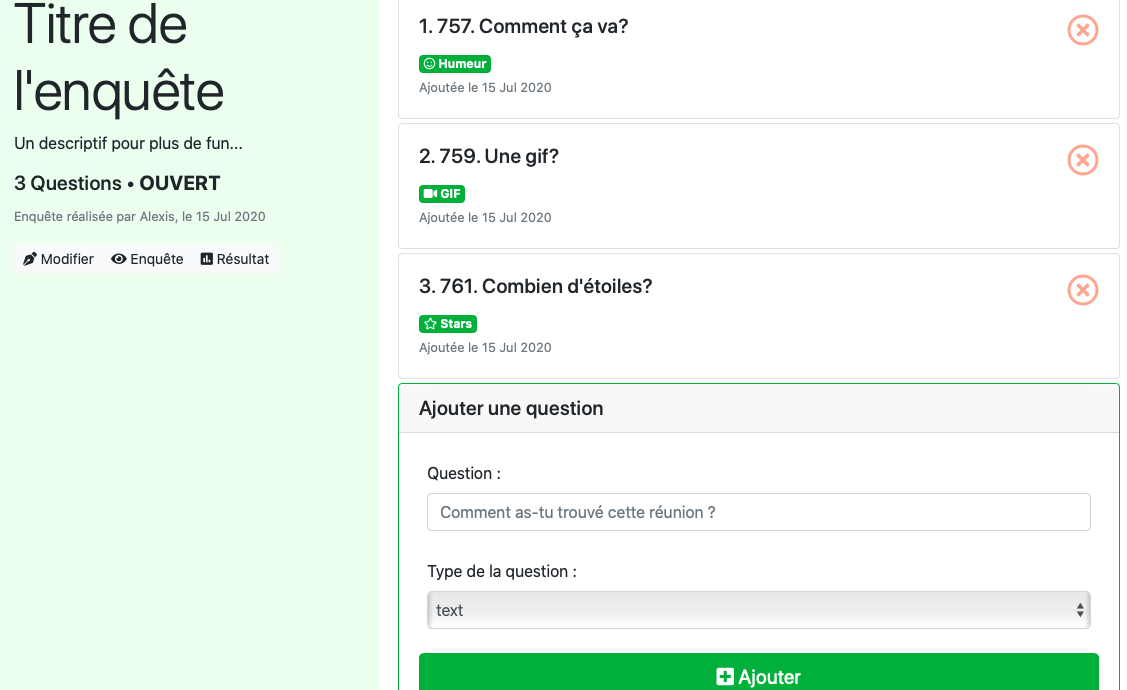 Titre de
l'enquête
Un descriptif pour plus de fun...
3 Questions • OUVERT
Enquête réalisée par Alexis, le 15 Jul 2020
Modifier Enquête Résultat
1. 757. Comment ça va?
Humeur
Ajoutée le 15 Jul 2020
2. 759. Une gif?
GIF
Ajoutée le 15 Jul 2020
3. 761. Combien d'étoiles?
Stars
Ajoutée le 15 Jul 2020
Ajouter une question
Question :
Comment as-tu trouvé cette réunion ?
Type de la question :
text
Ajouter